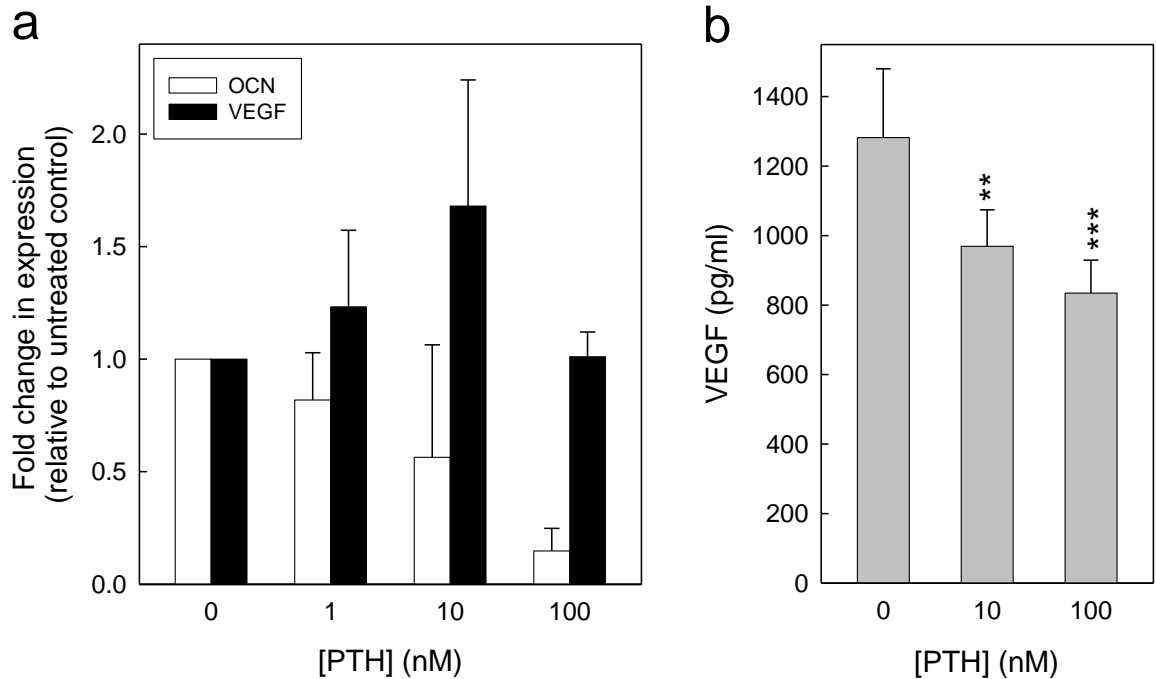 a
Fold change in expression
(relative to untreated control)
2.0
1.5
1.0
0.5
0.0
OCN
VEGF
0 1 10 100
[PTH] (nM)
b
VEGF (pg/ml)
1400
1200
1000
800
600
400
200
0
**
***
0 10 100
[PTH] (nM)